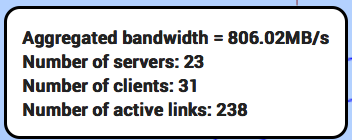 Aggregated bandwidth = 806.02MB/s
Number of servers: 23
Number of clients: 31
Number of active links: 238